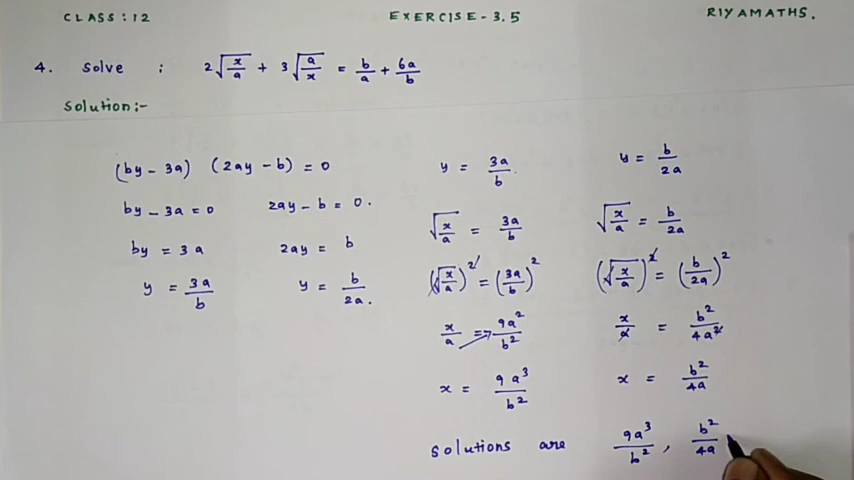 CLASS : 12 EXERCISE - 3.5 RIYAMATHS.
4. Solve : 2√(x/a) + 3√(a/x) = b/a + 6a/b
Solution:-
(by - 3a) (2ay - b) = 0
by - 3a = 0 2ay - b = 0.
by = 3a 2ay = b
y = 3a/b y = b/2a.
y = 3a/b.
√(x/a) = 3a/b
(√(x/a))² = (3a/b)²
x/a = 9a²/b²
x = 9a³/b²
y = b/2a
√(x/a) = b/2a
(√(x/a))² = (b/2a)²
x/a = b²/4a²
x = b²/4a
solutions are 9a³/b², b²/4a